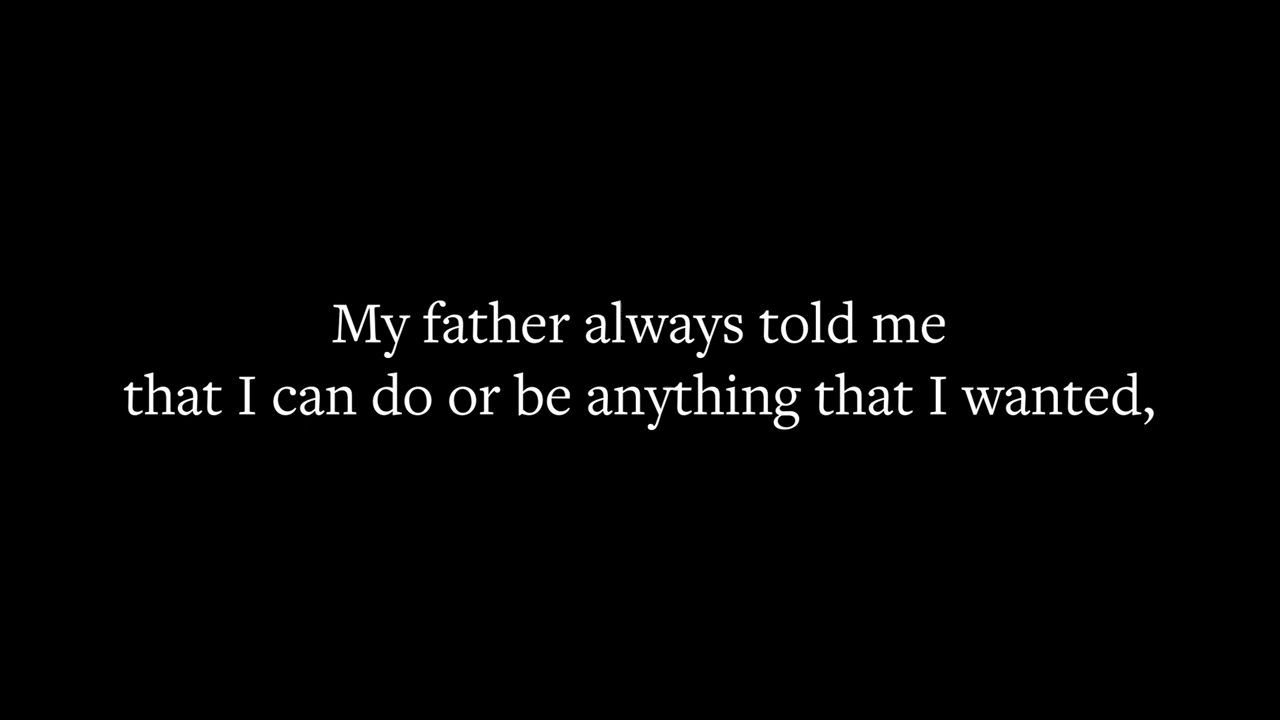 My father always told me
that I can do or be anything that I wanted,